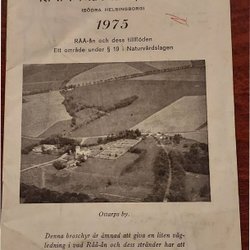 (SÖDRA HELSINGBORG)
1975
RÅÅ-ån och dess tillflöden
Ett område under § 19 i Naturvårdslagen
Ottarps by.
Denna broschyr är ämnad att giva en liten väg-
ledning i vad Råå-ån och dess stränder har att